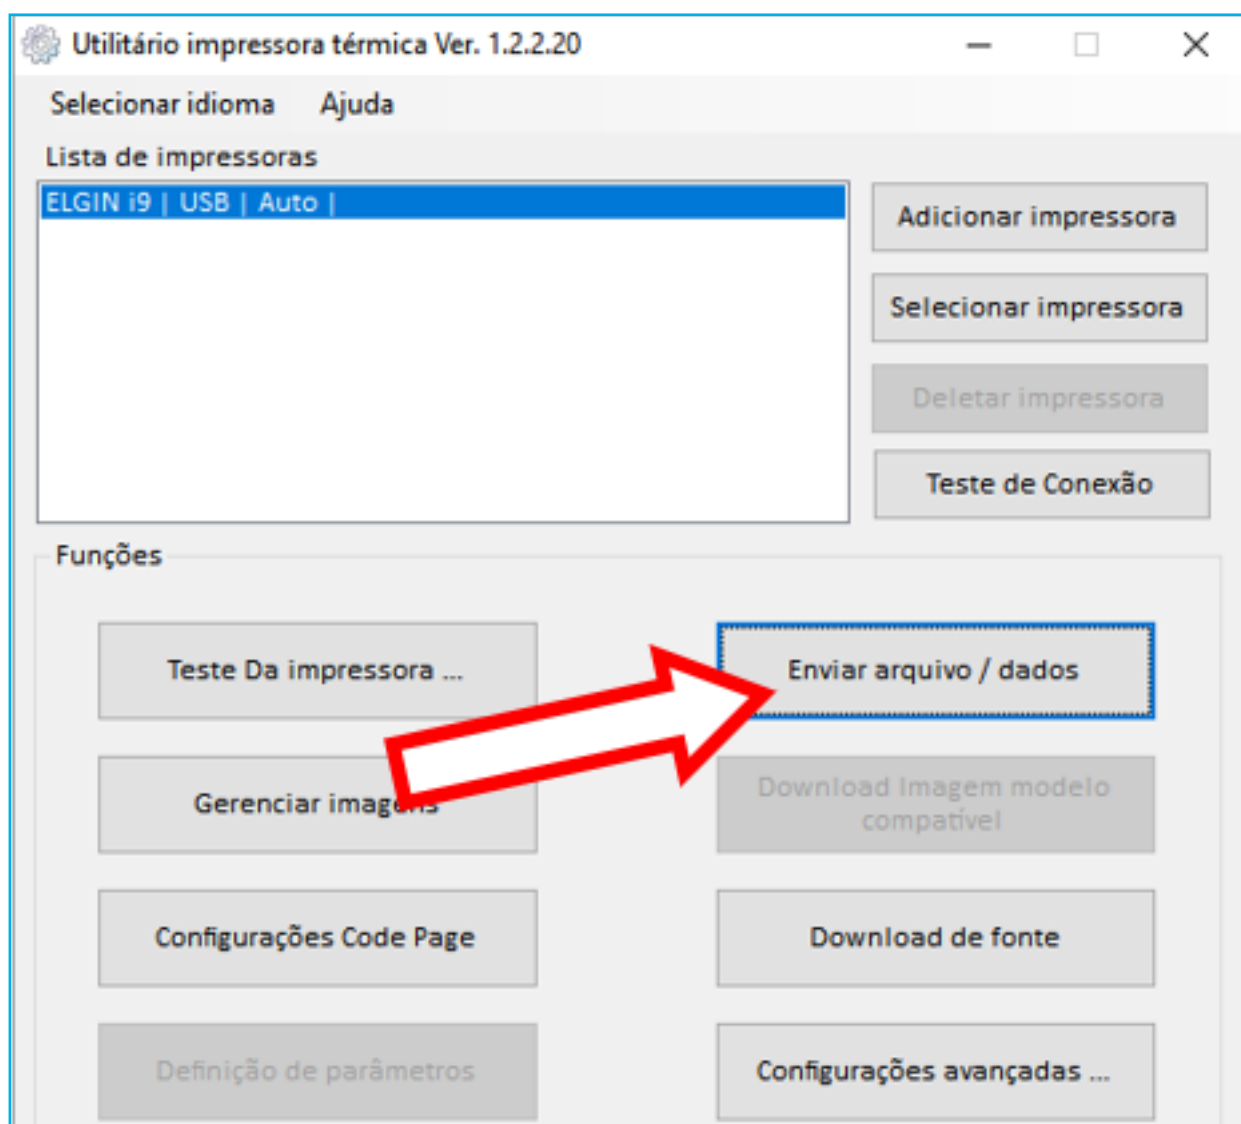 Utilitário impressora térmica Ver. 1.2.2.20
Selecionar idioma Ajuda
Lista de impressoras
ELGIN i9 | USB | Auto |
Adicionar impressora
Selecionar impressora
Deletar impressora
Teste de Conexão
Funções
Teste Da impressora ...
Enviar arquivo / dados
Gerenciar imagens
Download Imagem modelo
compatível
Configurações Code Page
Download de fonte
Definição de parâmetros
Configurações avançadas ...